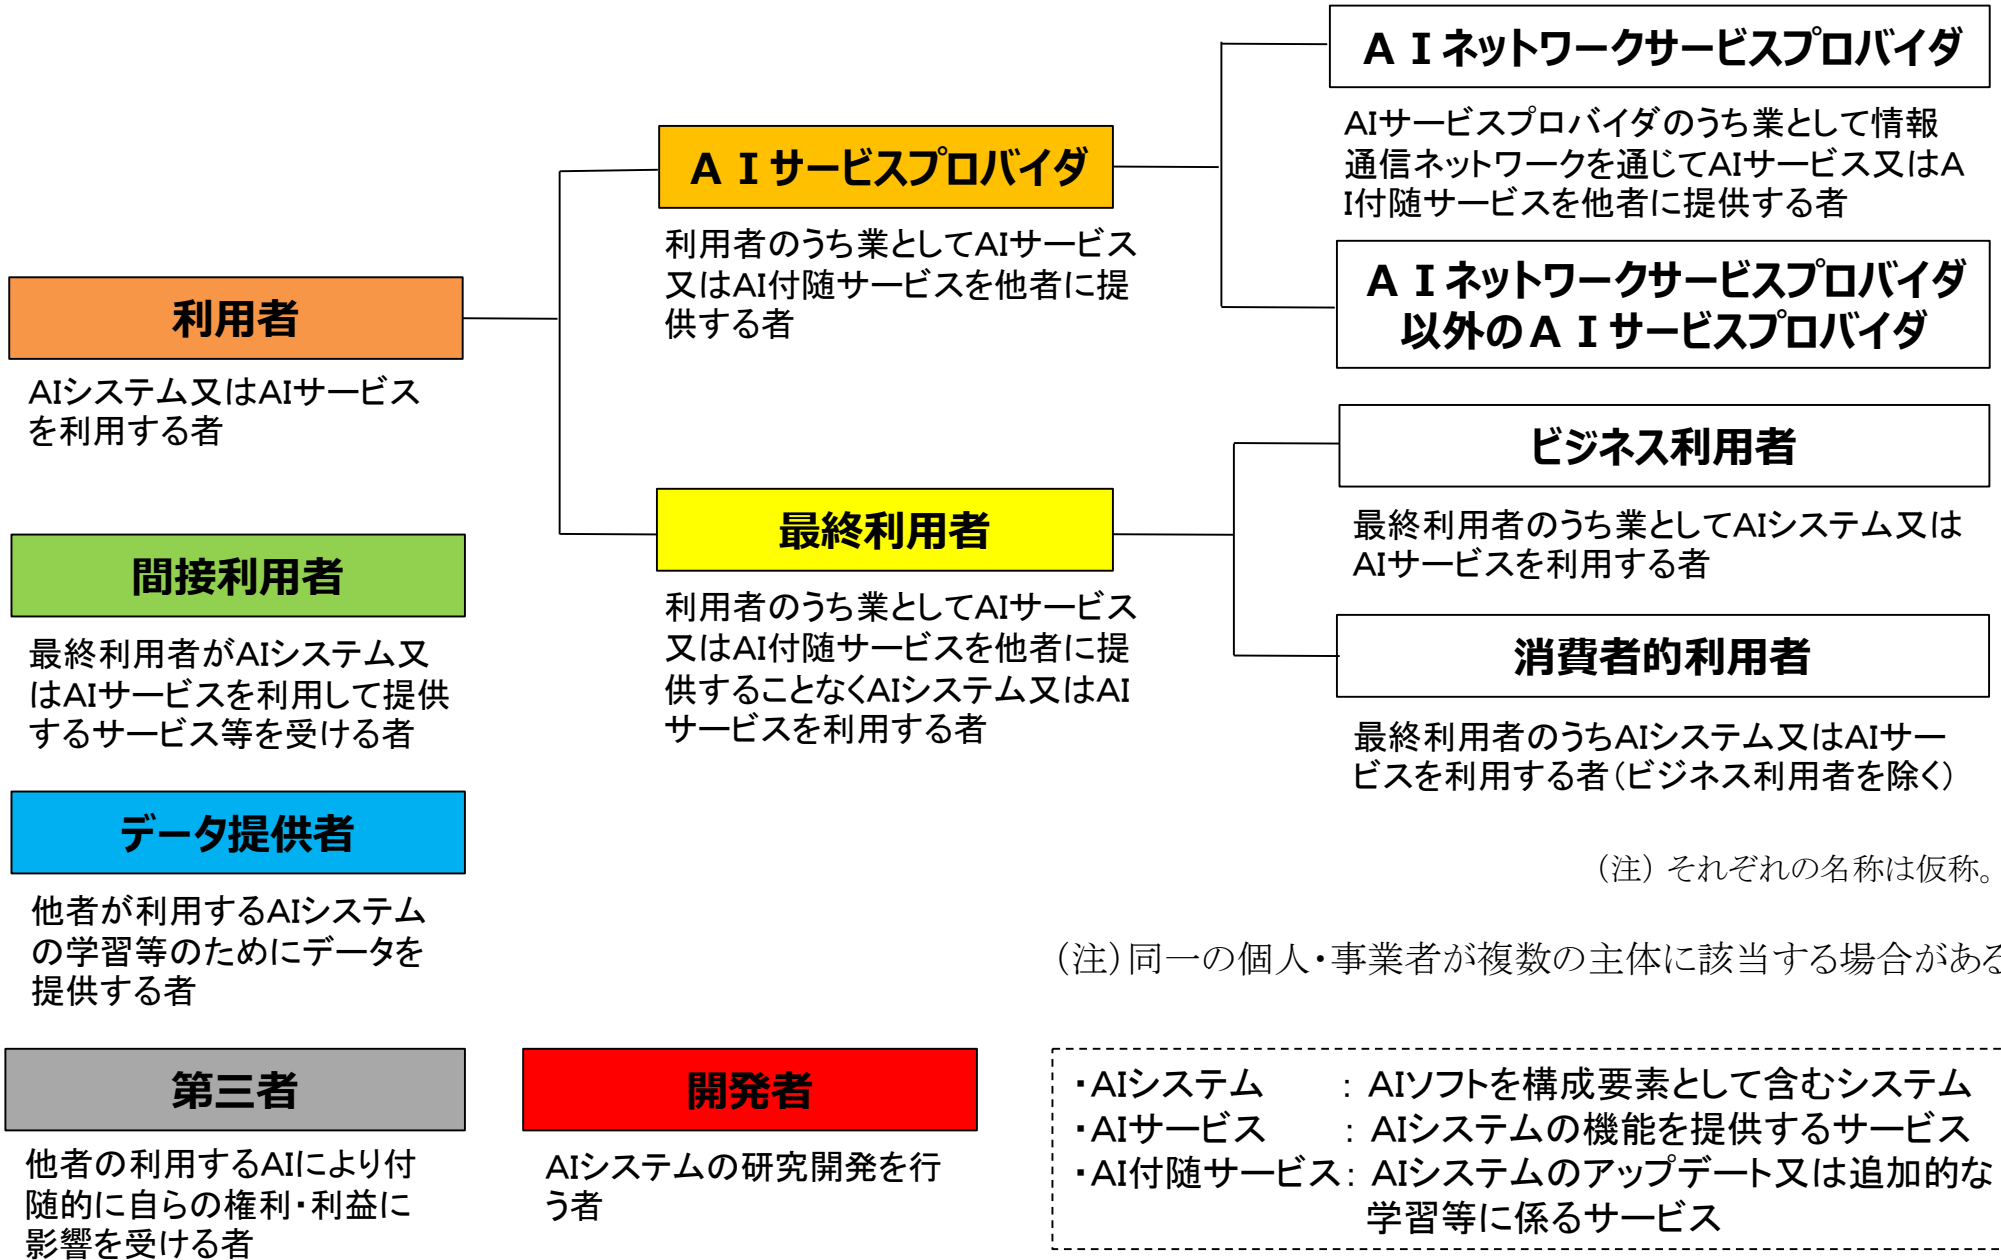 利用者
AIシステム又はAIサービス
を利用する者
ＡＩサービスプロバイダ
利用者のうち業としてAIサービス
又はAI付随サービスを他者に提
供する者
ＡＩネットワークサービスプロバイダ
AIサービスプロバイダのうち業として情報
通信ネットワークを通じてAIサービス又はA
I付随サービスを他者に提供する者
ＡＩネットワークサービスプロバイダ
以外のＡＩサービスプロバイダ
最終利用者
利用者のうち業としてAIサービス
又はAI付随サービスを他者に提
供することなくAIシステム又はAI
サービスを利用する者
ビジネス利用者
最終利用者のうち業としてAIシステム又は
AIサービスを利用する者
消費者的利用者
最終利用者のうちAIシステム又はAIサー
ビスを利用する者（ビジネス利用者を除く）
間接利用者
最終利用者がAIシステム又
はAIサービスを利用して提供
するサービス等を受ける者
データ提供者
他者が利用するAIシステム
の学習等のためにデータを
提供する者
第三者
他者の利用するAIにより付
随的に自らの権利・利益に
影響を受ける者
開発者
AIシステムの研究開発を行
う者
（注）それぞれの名称は仮称。
（注）同一の個人・事業者が複数の主体に該当する場合がある
・AIシステム　　：AIソフトを構成要素として含むシステム
・AIサービス　　：AIシステムの機能を提供するサービス
・AI付随サービス：AIシステムのアップデート又は追加的な
学習等に係るサービス